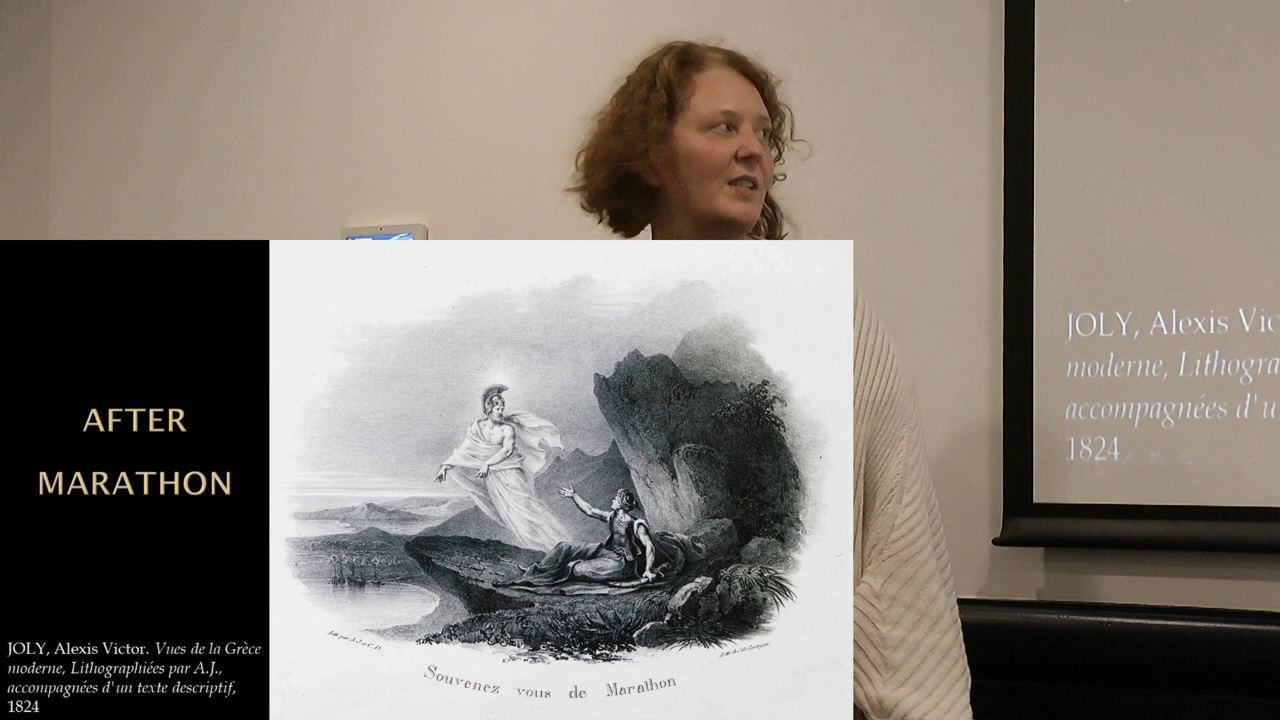 AFTER
MARATHON
JOLY, Alexis Victor. Vues de la Grèce
moderne, Lithographiées par A.J.,
accompagnées d'un texte descriptif,
1824
Souvenez vous de Marathon
JOLY, Alexis Vic
moderne, Lithogra
accompagnées d'u
1824